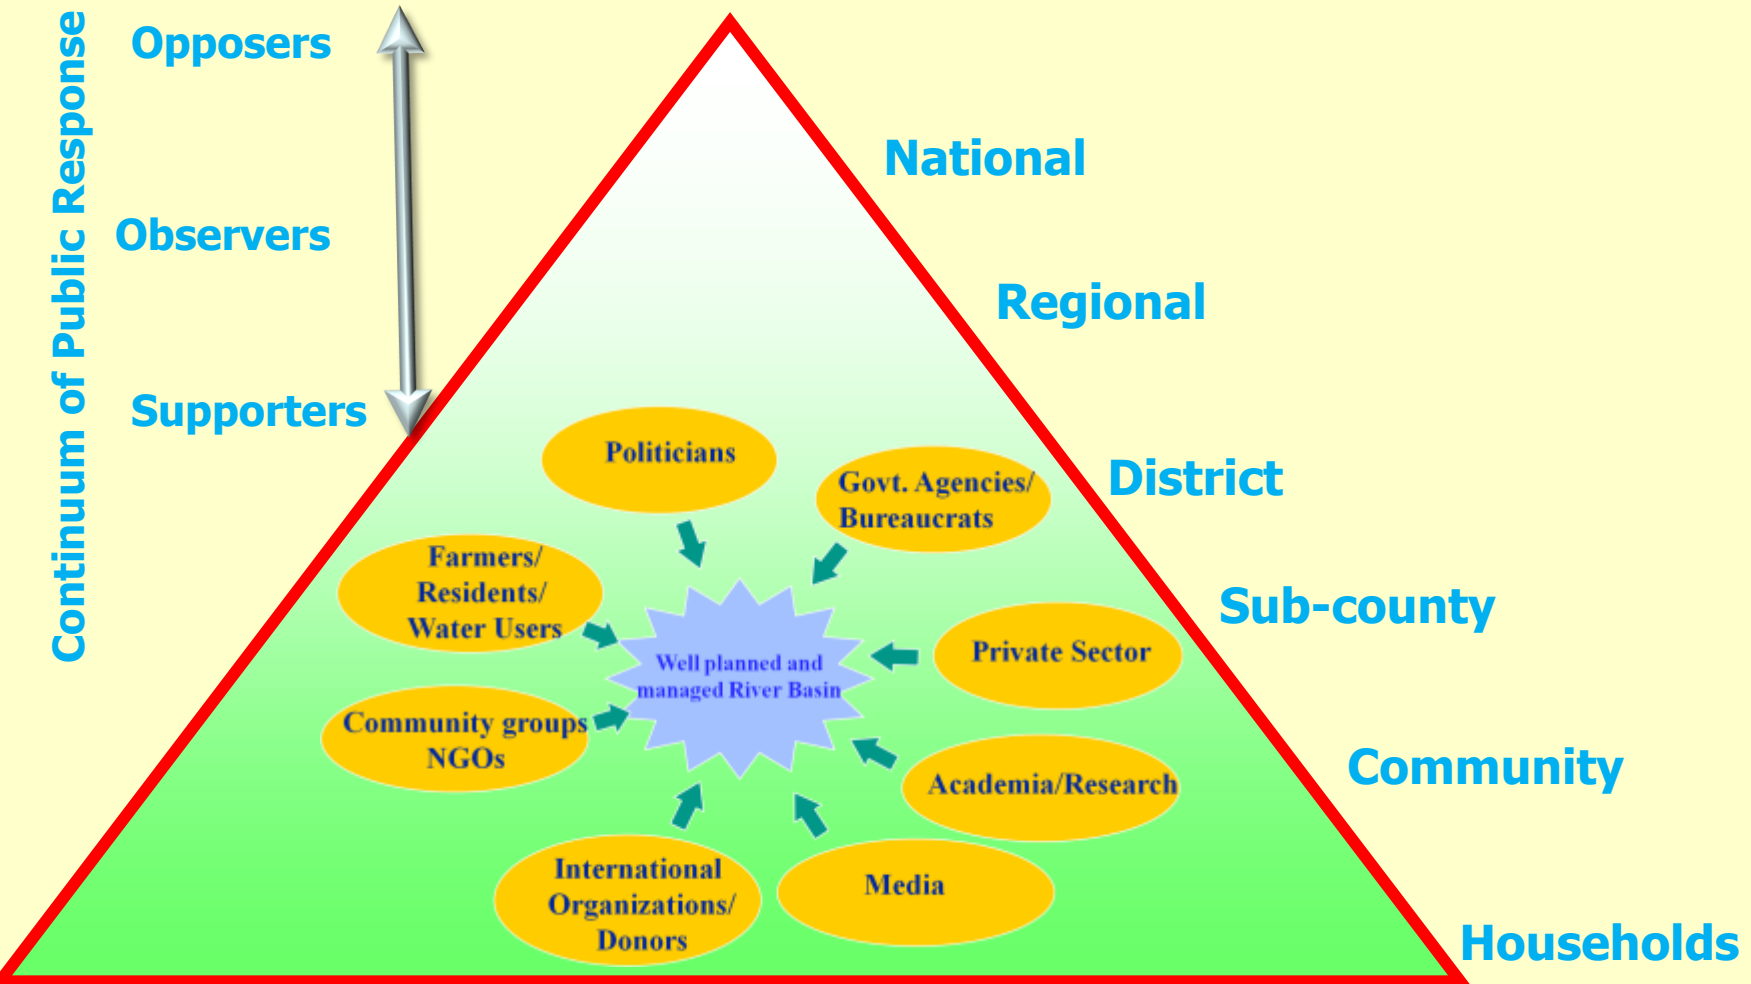 Continuum of Public Response
Opposers
Observers
Supporters
National
Regional
District
Sub-county
Community
Households
Politicians
Govt. Agencies/
Bureaucrats
Farmers/
Residents/
Water Users
Private Sector
Well planned and
managed River Basin
Community groups
NGOs
Academia/Research
International
Organizations/
Donors
Media